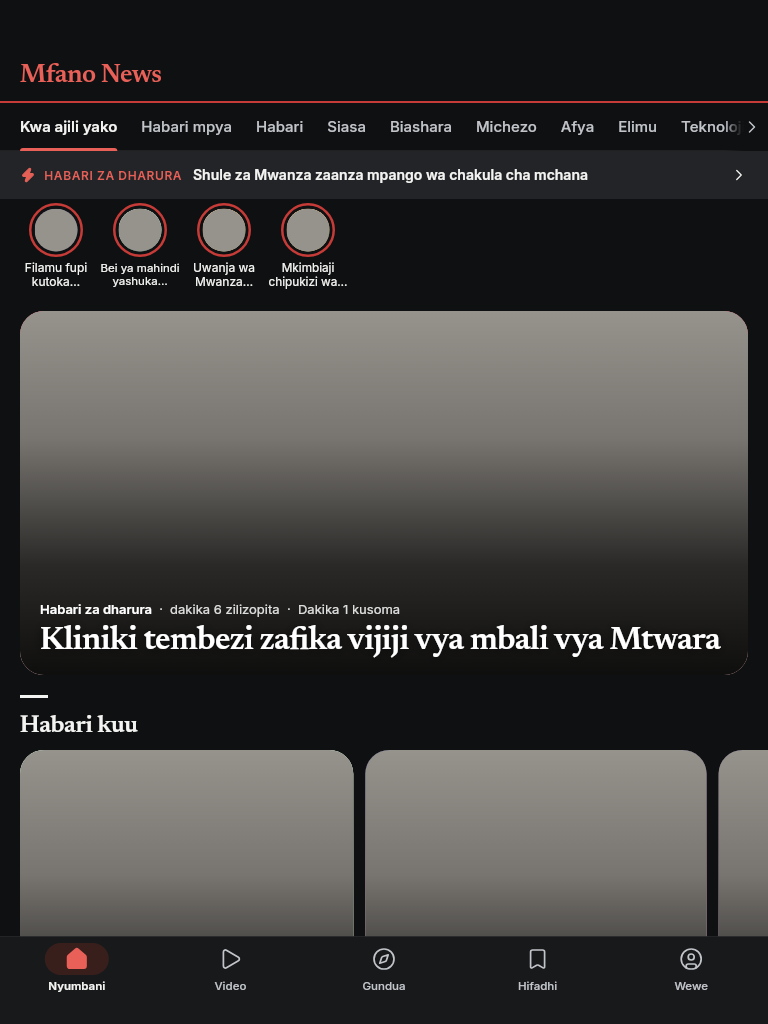 Mfano News
Kwa ajili yako Habari mpya Habari Siasa Biashara Michezo Afya Elimu Teknoloj
HABARI ZA DHARURA Shule za Mwanza zaanza mpango wa chakula cha mchana
Filamu fupi
kutoka...
Bei ya mahindi
yashuka...
Uwanja wa
Mwanza...
Mkimbiaji
chipukizi wa...
Habari za dharura · dakika 6 zilizopita · Dakika 1 kusoma
Kliniki tembezi zafika vijiji vya mbali vya Mtwara
Habari kuu
Nyumbani Video Gundua Hifadhi Wewe